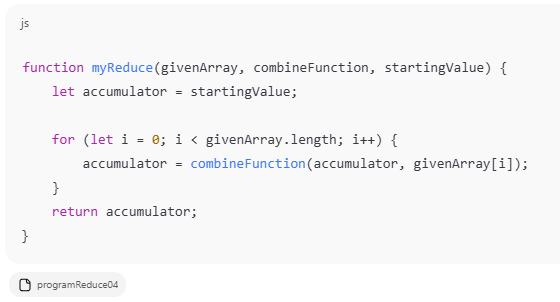 js
function myReduce(givenArray, combineFunction, startingValue) {
    let accumulator = startingValue;
    for (let i = 0; i < givenArray.length; i++) {
        accumulator = combineFunction(accumulator, givenArray[i]);
    }
    return accumulator;
}
programReduce04